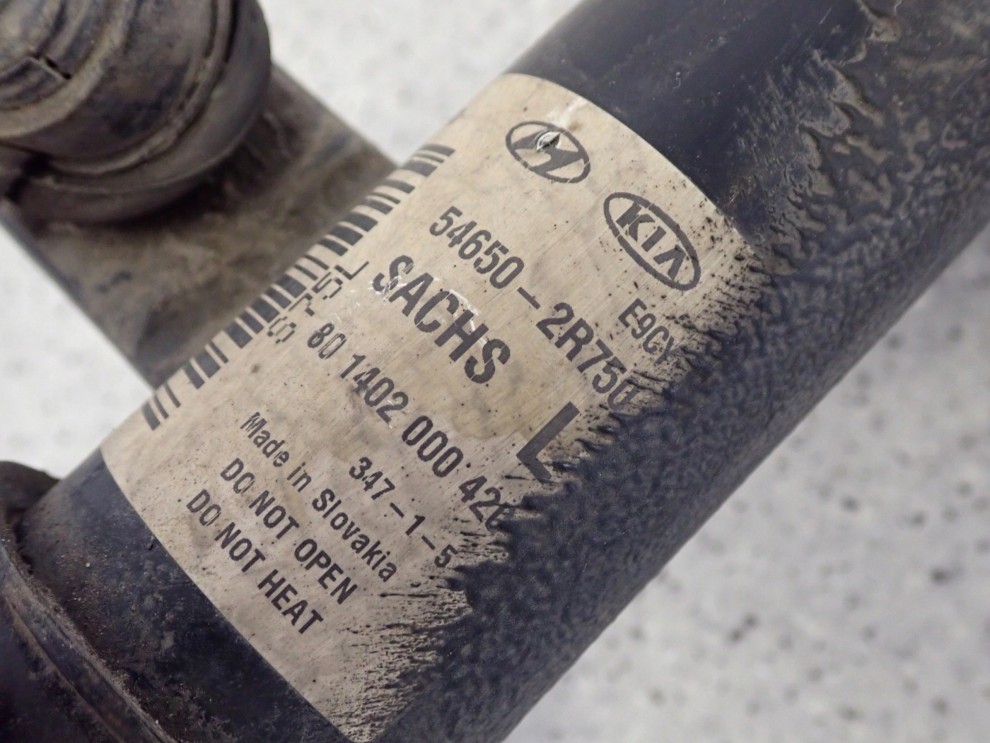 KIA
E9CY
54650-2R750
SACHS L
80 1402 000
347-1-5
Made in Slovakia
DO NOT OPEN
DO NOT HEAT